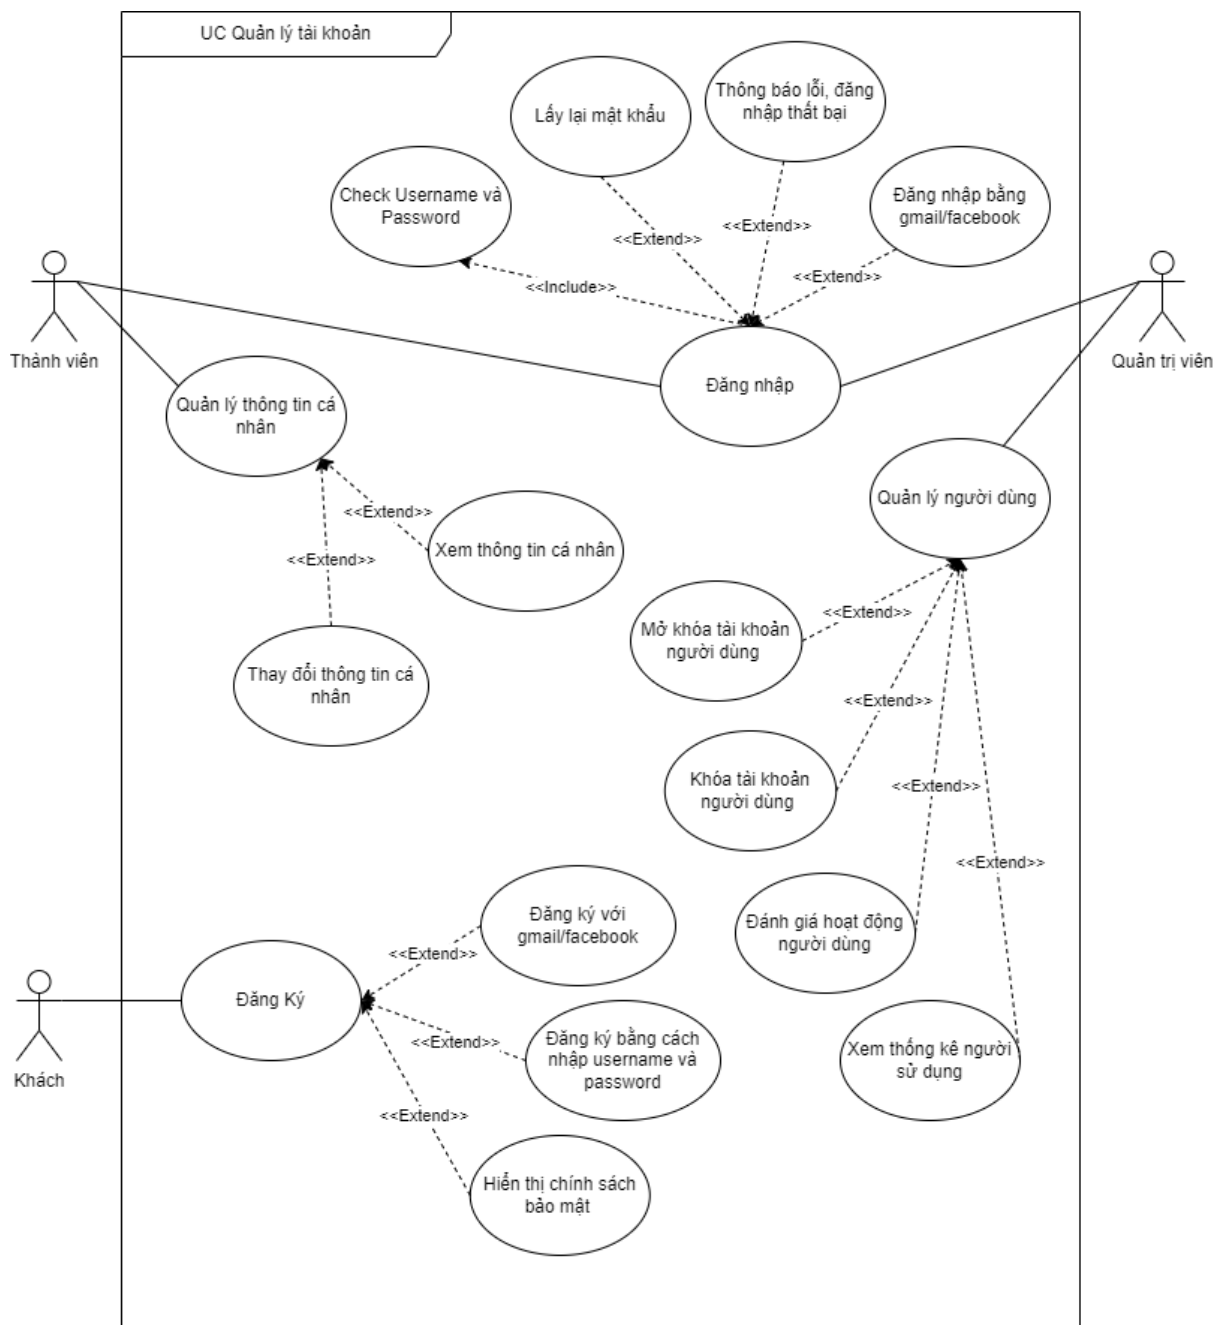 UC Quản lý tài khoản
Thông báo lỗi, đăng
nhập thất bại
Lấy lại mật khẩu
Check Username và
Password
Đăng nhập bằng
gmail/facebook
<<Extend>>
<<Extend>>
<<Extend>>
<<Include>>
Thành viên
Quản trị viên
Đăng nhập
Quản lý thông tin cá
nhân
Quản lý người dùng
<<Extend>>
<<Extend>>
Xem thông tin cá nhân
Thay đổi thông tin cá
nhân
<<Extend>>
Mở khóa tài khoản
người dùng
<<Extend>>
Khóa tài khoản
người dùng
<<Extend>>
<<Extend>>
Đánh giá hoạt động
người dùng
Đăng ký với
gmail/facebook
<<Extend>>
Đăng Ký
Khách
<<Extend>>
Đăng ký bằng cách
nhập username và
password
Xem thống kê người
sử dụng
<<Extend>>
Hiển thị chính sách
bảo mật